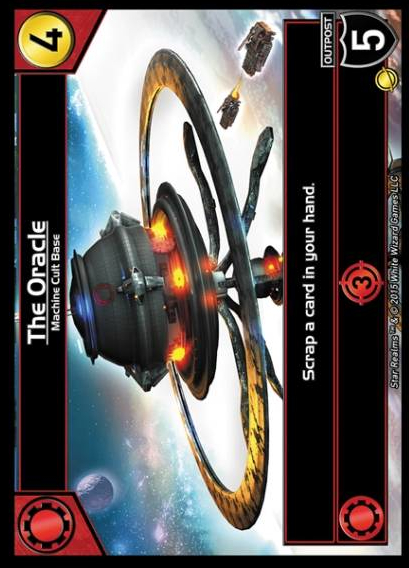 The Oracle
Machine Cult Base
4
Scrap a card in your hand.
OUTPOST
5
3
Star Realms™ & © 2015 White Wizard Games LLC